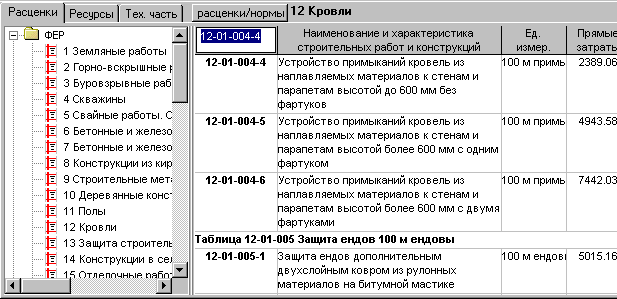 Расценки Ресурсы Тех. часть расценки/нормы 12 Кровли
ФЕР
1 Земляные работы
2 Горно-вскрышные р
3 Буровзрывные рабо
4 Скважины
5 Свайные работы. О
6 Бетонные и железо
7 Бетонные и железо
8 Конструкции из кир
9 Строительные мета
10 Деревянные конст
11 Полы
12 Кровли
13 Защита строитель
14 Конструкции в сел
15 Отделочные рабо
12-01-004-4 Наименование и характеристика строительных работ и конструкций Ед. измер. Прямые затраты
12-01-004-4 Устройство примыканий кровель из 100 м примь 2389.06
наплавляемых материалов к стенам и
парапетам высотой до 600 мм без
фартуков
12-01-004-5 Устройство примыканий кровель из 100 м примь 4943.58
наплавляемых материалов к стенам и
парапетам высотой более 600 мм с одним
фартуком
12-01-004-6 Устройство примыканий кровель из 100 м примь 7442.03
наплавляемых материалов к стенам и
парапетам высотой более 600 мм с двумя
фартуками
Таблица 12-01-005 Защита ендов 100 м ендовы
12-01-005-1 Защита ендов дополнительным 100 м ендовы 5015.16
двухслойным ковром из рулонных
материалов на битумной мастике